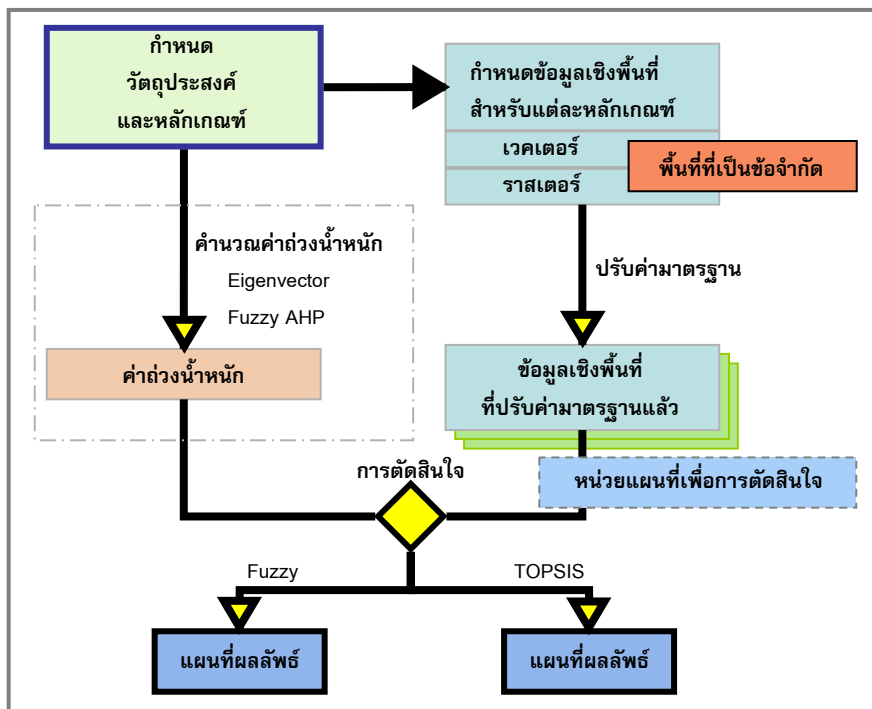 กำหนด
วัตถุประสงค์
และหลักเกณฑ์
กำหนดข้อมูลเชิงพื้นที่
สำหรับแต่ละหลักเกณฑ์
เวคเตอร์
ราสเตอร์
พื้นที่ที่เป็นข้อจำกัด
คำนวณค่าถ่วงน้ำหนัก
Eigenvector
Fuzzy AHP
ปรับค่ามาตรฐาน
ค่าถ่วงน้ำหนัก
ข้อมูลเชิงพื้นที่
ที่ปรับค่ามาตรฐานแล้ว
การตัดสินใจ
หน่วยแผนที่เพื่อการตัดสินใจ
Fuzzy
TOPSIS
แผนที่ผลลัพธ์
แผนที่ผลลัพธ์